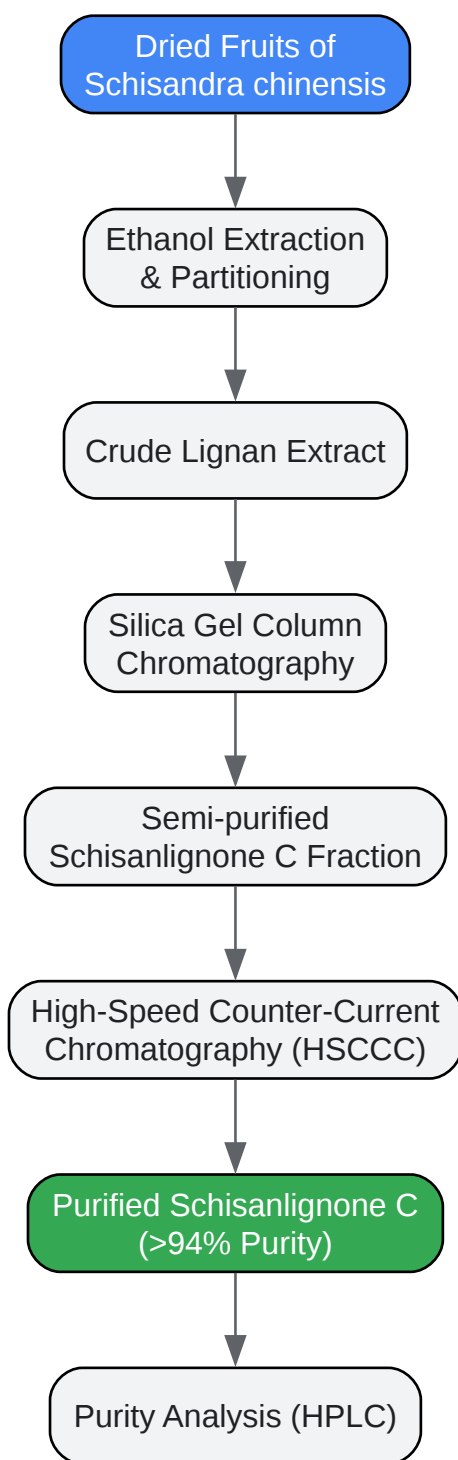 Dried Fruits of
Schisandra chinensis
Ethanol Extraction
& Partitioning
Crude Lignan Extract
Silica Gel Column
Chromatography
Semi-purified
Schisanlignone C Fraction
High-Speed Counter-Current
Chromatography (HSCCC)
Purified Schisanlignone C
(>94% Purity)
Purity Analysis (HPLC)